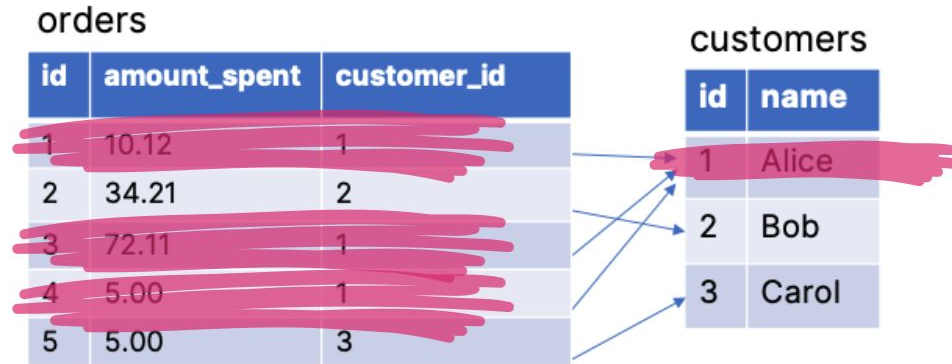 orders
id amount_spent customer_id
1 10.12 1
2 34.21 2
3 72.11 1
4 5.00 1
5 5.00 3
customers
id name
1 Alice
2 Bob
3 Carol